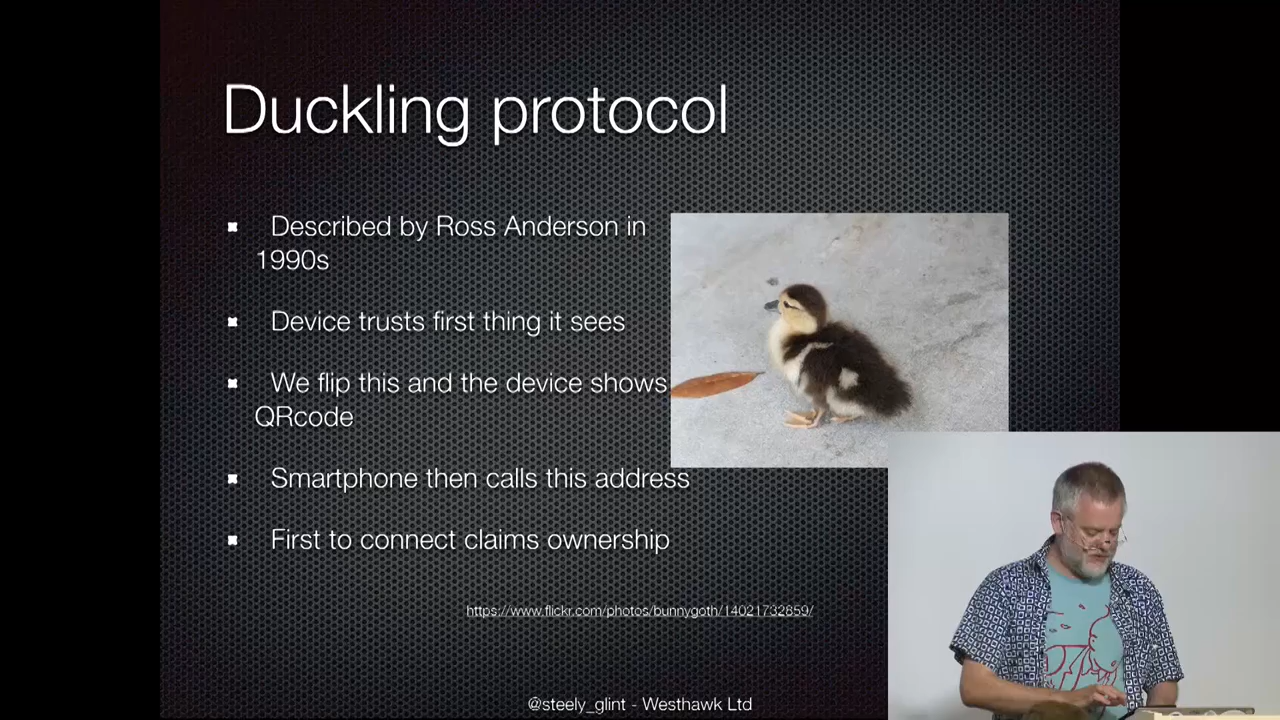 Duckling protocol
Described by Ross Anderson in
1990s
Device trusts first thing it sees
We flip this and the device shows
QRcode
Smartphone then calls this address
First to connect claims ownership
https://www.flickr.com/photos/bunnygoth/14021732859/
@steely_glint - Westhawk Ltd